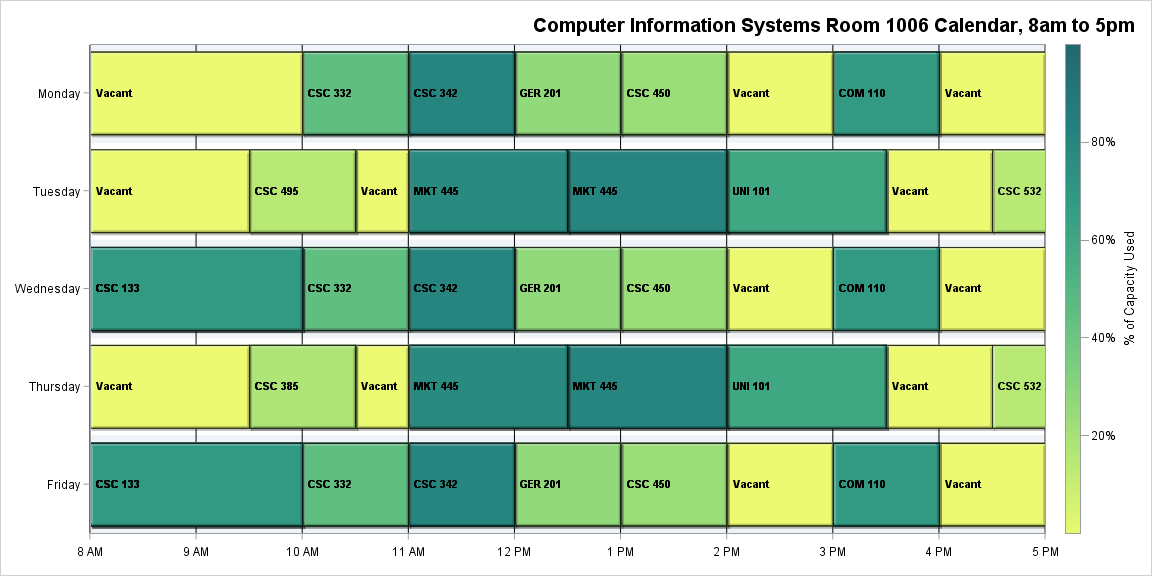 Computer Information Systems Room 1006 Calendar, 8am to 5pm
Monday
Vacant
CSC 332
CSC 342
GER 201
CSC 450
Vacant
COM 110
Vacant
Tuesday
Vacant
CSC 495
Vacant
MKT 445
MKT 445
UNI 101
Vacant
CSC 532
Wednesday
CSC 133
CSC 332
CSC 342
GER 201
CSC 450
Vacant
COM 110
Vacant
Thursday
Vacant
CSC 385
Vacant
MKT 445
MKT 445
UNI 101
Vacant
CSC 532
Friday
CSC 133
CSC 332
CSC 342
GER 201
CSC 450
Vacant
COM 110
Vacant
8 AM
9 AM
10 AM
11 AM
12 PM
1 PM
2 PM
3 PM
4 PM
5 PM
80%
60%
40%
20%
% of Capacity Used